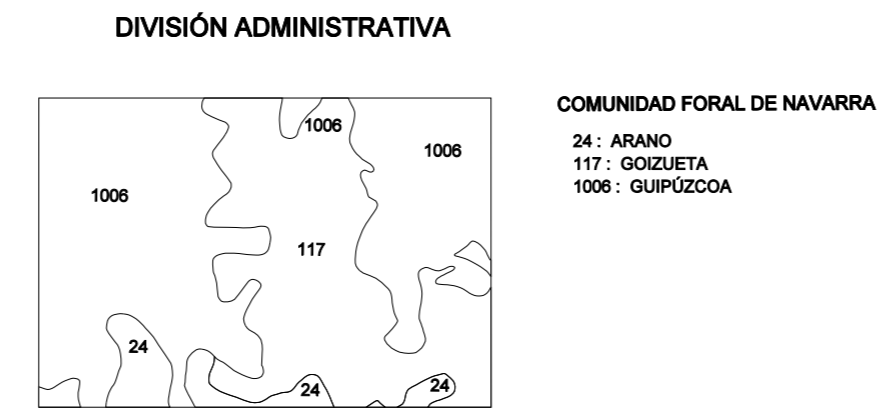 DIVISIÓN ADMINISTRATIVA
COMUNIDAD FORAL DE NAVARRA
24 : ARANO
117 : GOIZUETA
1006 : GUIPÚZCOA
1006
1006
1006
117
24
24
24